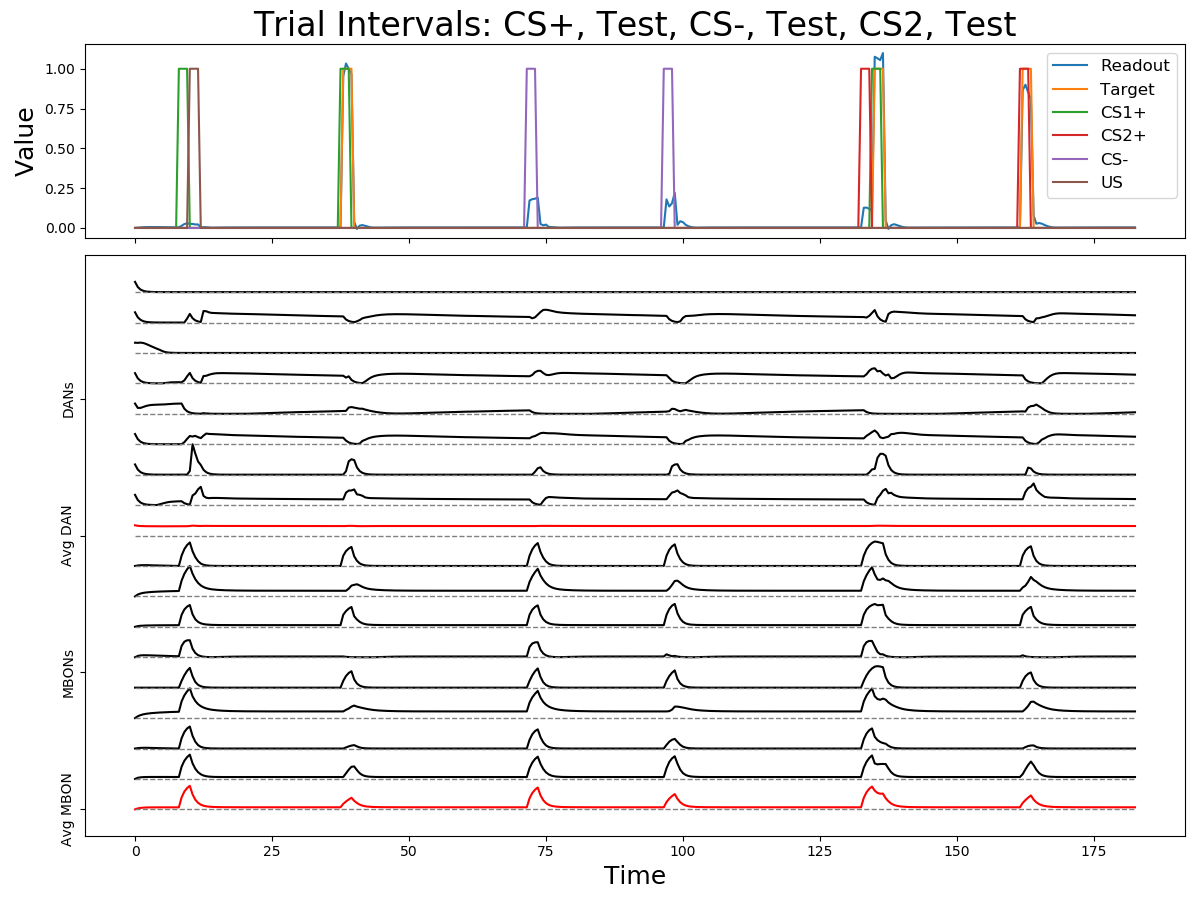 Trial Intervals: CS+, Test, CS-, Test, CS2, Test
Value
1.00
0.75
0.50
0.25
0.00
Readout
Target
CS1+
CS2+
CS-
US
DANs
Avg DAN
MBONs
Avg MBON
0
25
50
75
100
125
150
175
Time